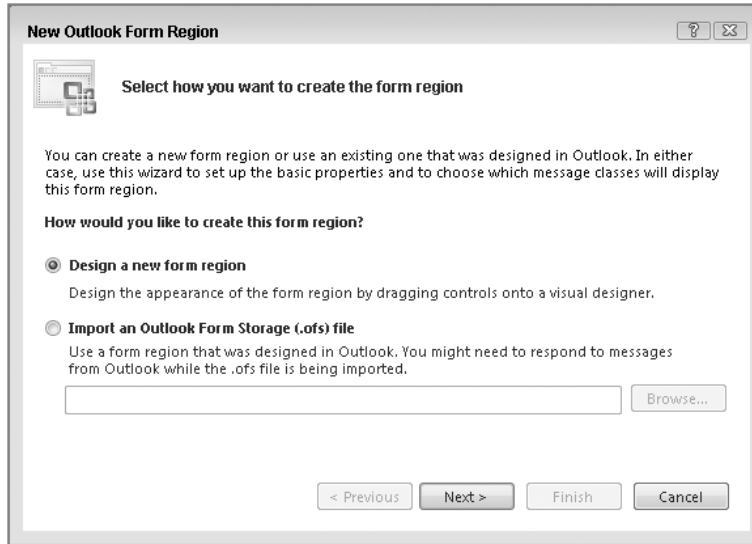 New Outlook Form Region
Select how you want to create the form region
You can create a new form region or use an existing one that was designed in Outlook. In either
case, use this wizard to set up the basic properties and to choose which message classes will display
this form region.
How would you like to create this form region?
Design a new form region
Design the appearance of the form region by dragging controls onto a visual designer.
Import an Outlook Form Storage (.ofs) file
Use a form region that was designed in Outlook. You might need to respond to messages
from Outlook while the .ofs file is being imported.
Browse...
< Previous Next > Finish Cancel